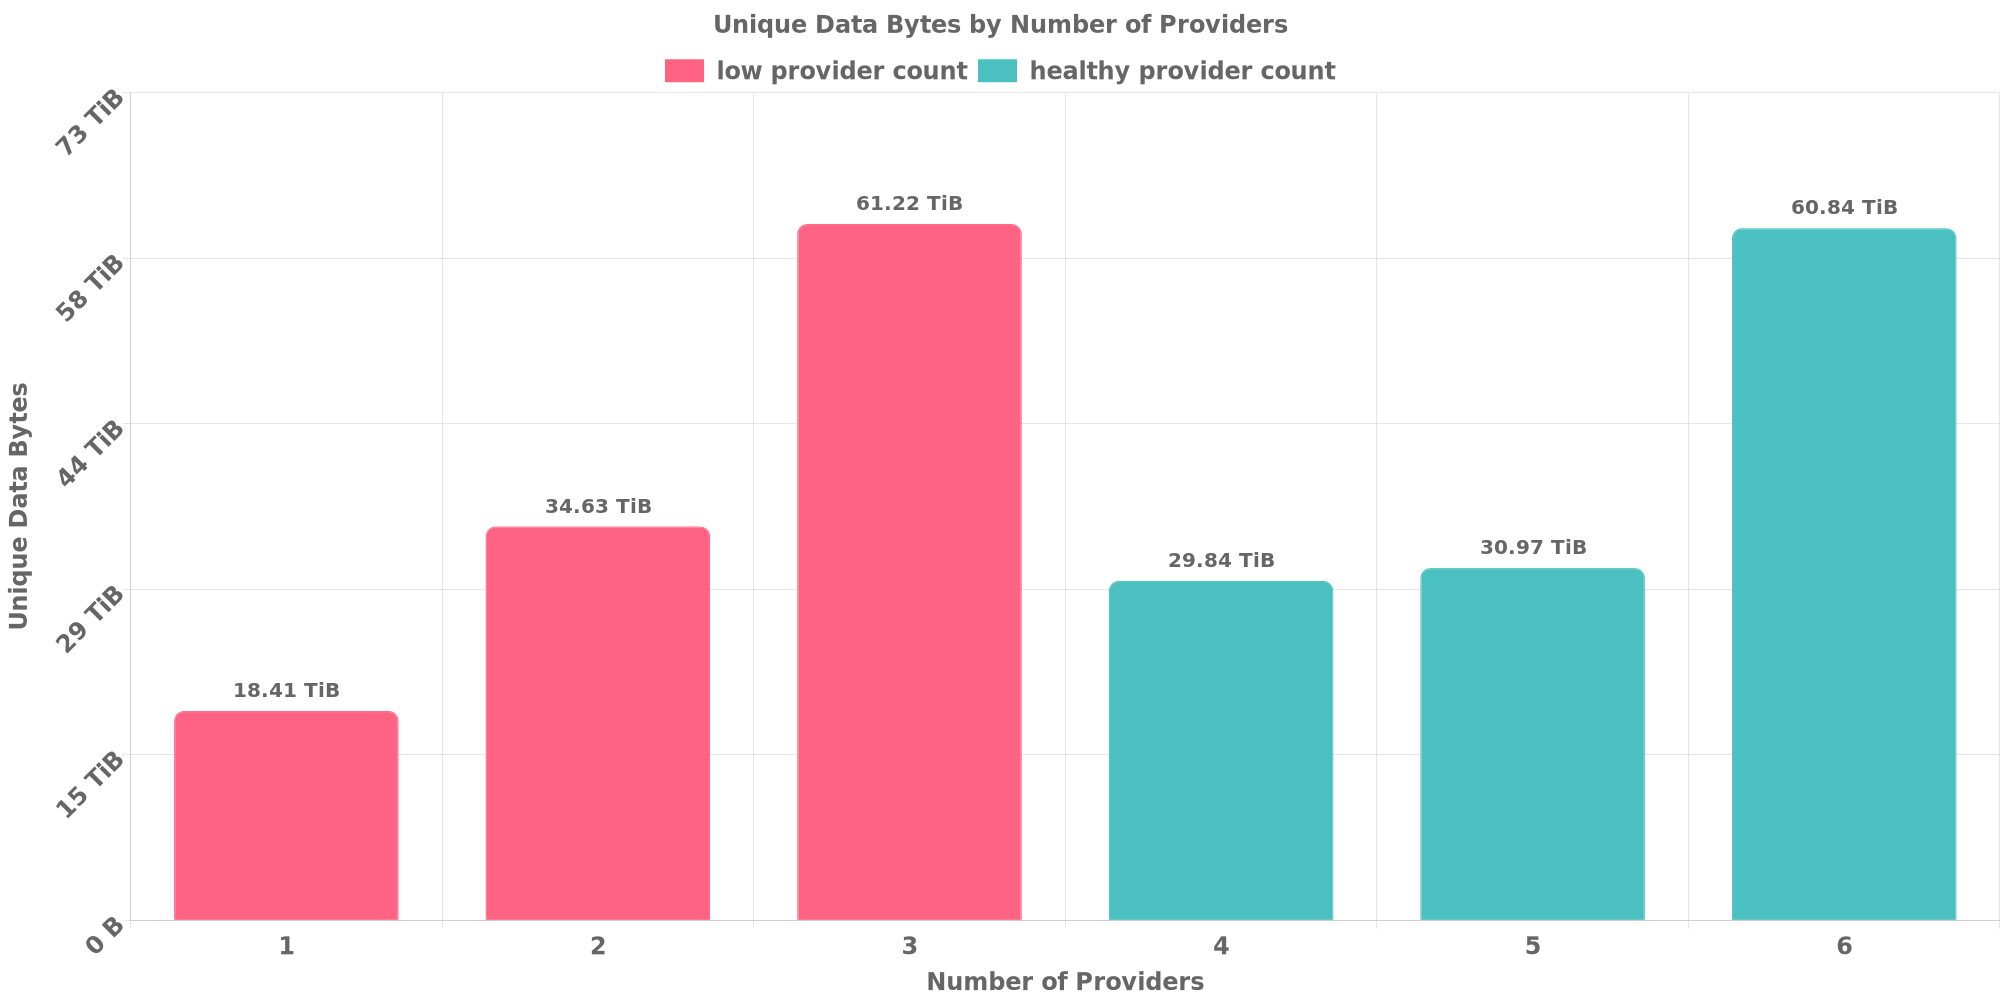 Unique Data Bytes by Number of Providers
low provider count healthy provider count
73 TiB
58 TiB
44 TiB
29 TiB
15 TiB
0 B
Unique Data Bytes
18.41 TiB
34.63 TiB
61.22 TiB
29.84 TiB
30.97 TiB
60.84 TiB
1 2 3 4 5 6
Number of Providers